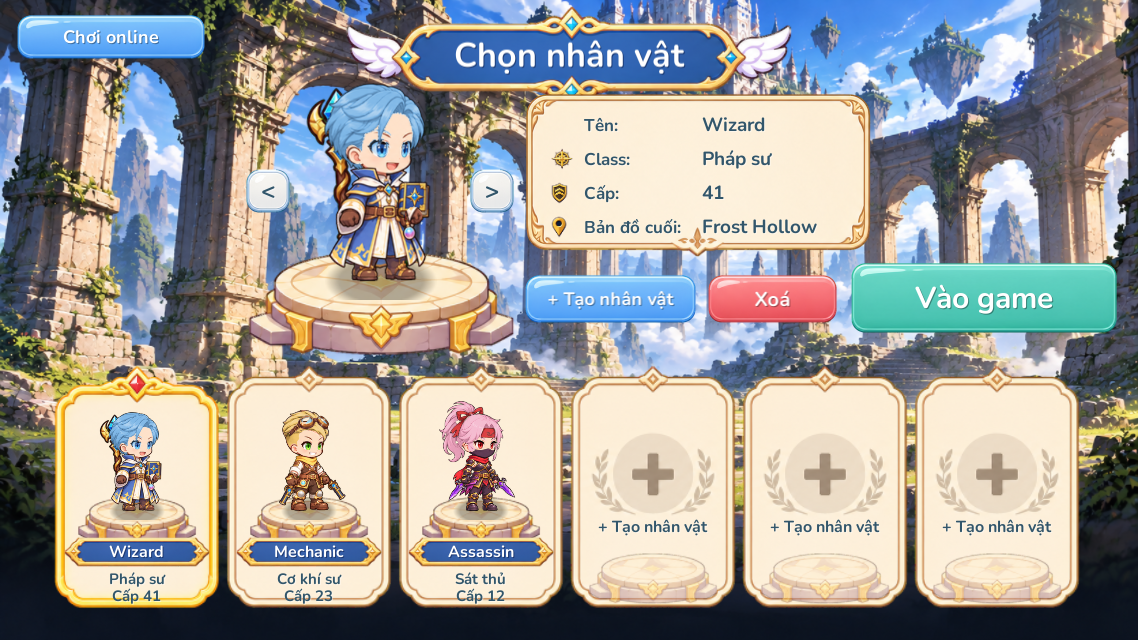 Chơi online
Chọn nhân vật
Tên: Wizard
Class: Pháp sư
Cấp: 41
Bản đồ cuối: Frost Hollow
<
>
+ Tạo nhân vật
Xoá
Vào game
Wizard
Pháp sư
Cấp 41
Mechanic
Cơ khí sư
Cấp 23
Assassin
Sát thủ
Cấp 12
+ Tạo nhân vật
+ Tạo nhân vật
+ Tạo nhân vật